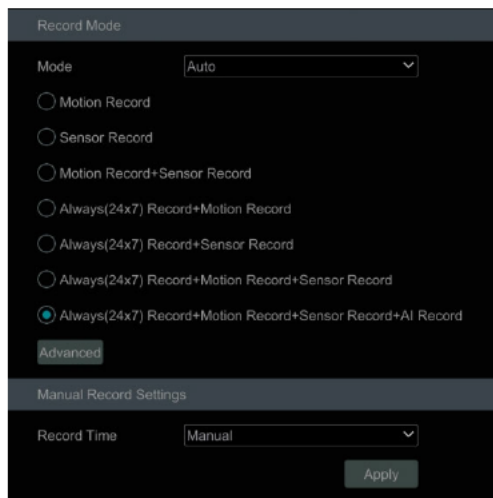 Record Mode
Mode Auto
Motion Record
Sensor Record
Motion Record+Sensor Record
Always(24x7) Record+Motion Record
Always(24x7) Record+Sensor Record
Always(24x7) Record+Motion Record+Sensor Record
Always(24x7) Record+Motion Record+Sensor Record+AI Record
Advanced
Manual Record Settings
Record Time Manual
Apply